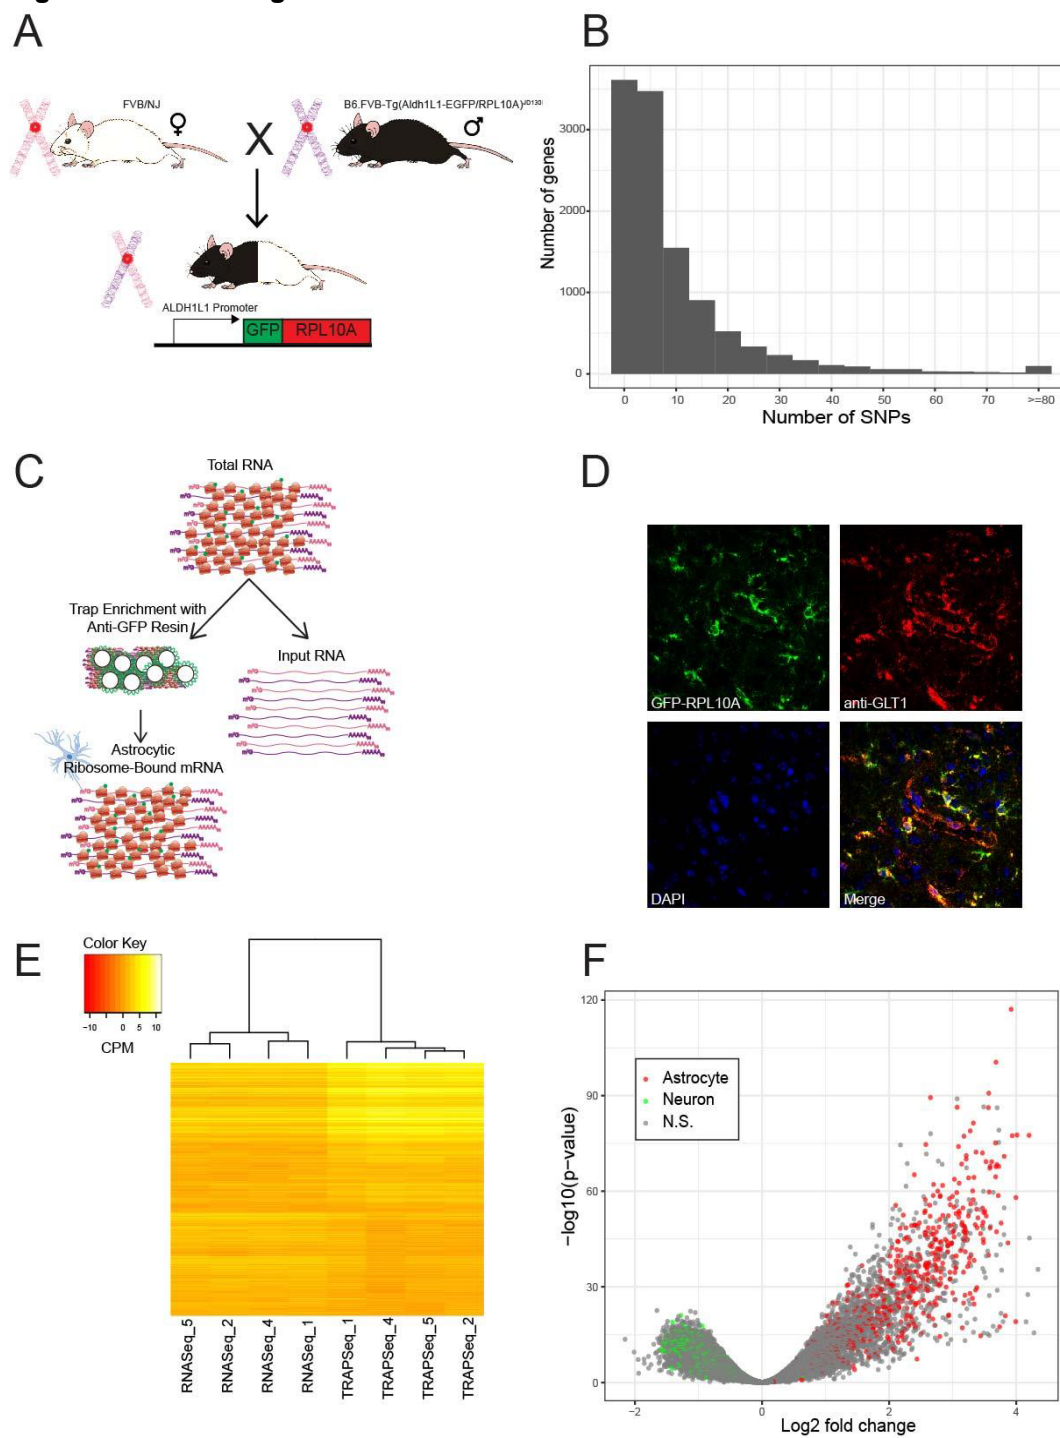 A
FVB/NJ
♀
X
B6.FVB-Tg(Aldh1L1-EGFP/RPL10A)JD130
♂
ALDH1L1 Promoter
GFP
RPL10A
B
Number of genes
3000
2000
1000
0
0 10 20 30 40 50 60 70 >=80
Number of SNPs
C
Total RNA
Trap Enrichment with
Anti-GFP Resin
Input RNA
Astrocytic
Ribosome-Bound mRNA
D
GFP-RPL10A
anti-GLT1
DAPI
Merge
E
Color Key
−10 0 5 10
CPM
RNASeq_5
RNASeq_2
RNASeq_4
RNASeq_1
TRAPSeq_1
TRAPSeq_4
TRAPSeq_5
TRAPSeq_2
F
−log10(p−value)
120
90
60
30
0
Astrocyte
Neuron
N.S.
−2 0 2 4
Log2 fold change